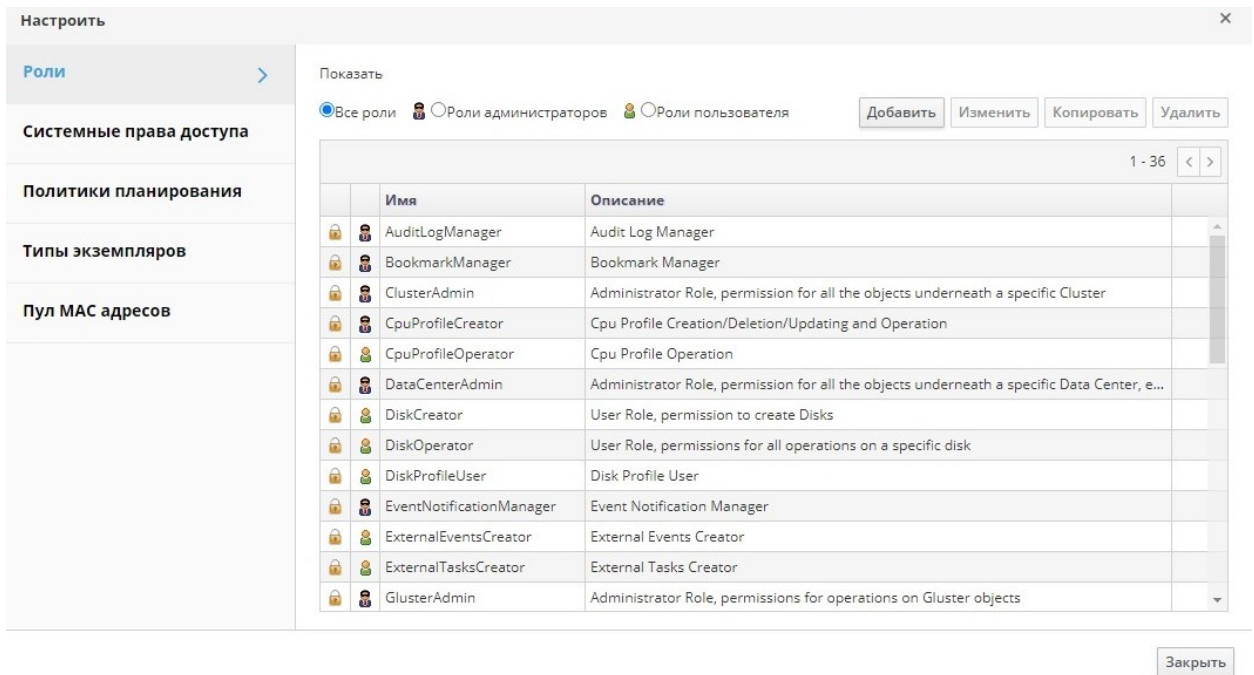 Настроить ×
Роли >
Системные права доступа
Политики планирования
Типы экземпляров
Пул MAC адресов
Показать
Все роли Роли администраторов Роли пользователя Добавить Изменить Копировать Удалить
1 - 36 < >
Имя Описание
AuditLogManager Audit Log Manager
BookmarkManager Bookmark Manager
ClusterAdmin Administrator Role, permission for all the objects underneath a specific Cluster
CpuProfileCreator Cpu Profile Creation/Deletion/Updating and Operation
CpuProfileOperator Cpu Profile Operation
DataCenterAdmin Administrator Role, permission for all the objects underneath a specific Data Center, e...
DiskCreator User Role, permission to create Disks
DiskOperator User Role, permissions for all operations on a specific disk
DiskProfileUser Disk Profile User
EventNotificationManager Event Notification Manager
ExternalEventsCreator External Events Creator
ExternalTasksCreator External Tasks Creator
GlusterAdmin Administrator Role, permissions for operations on Gluster objects
Закрыть